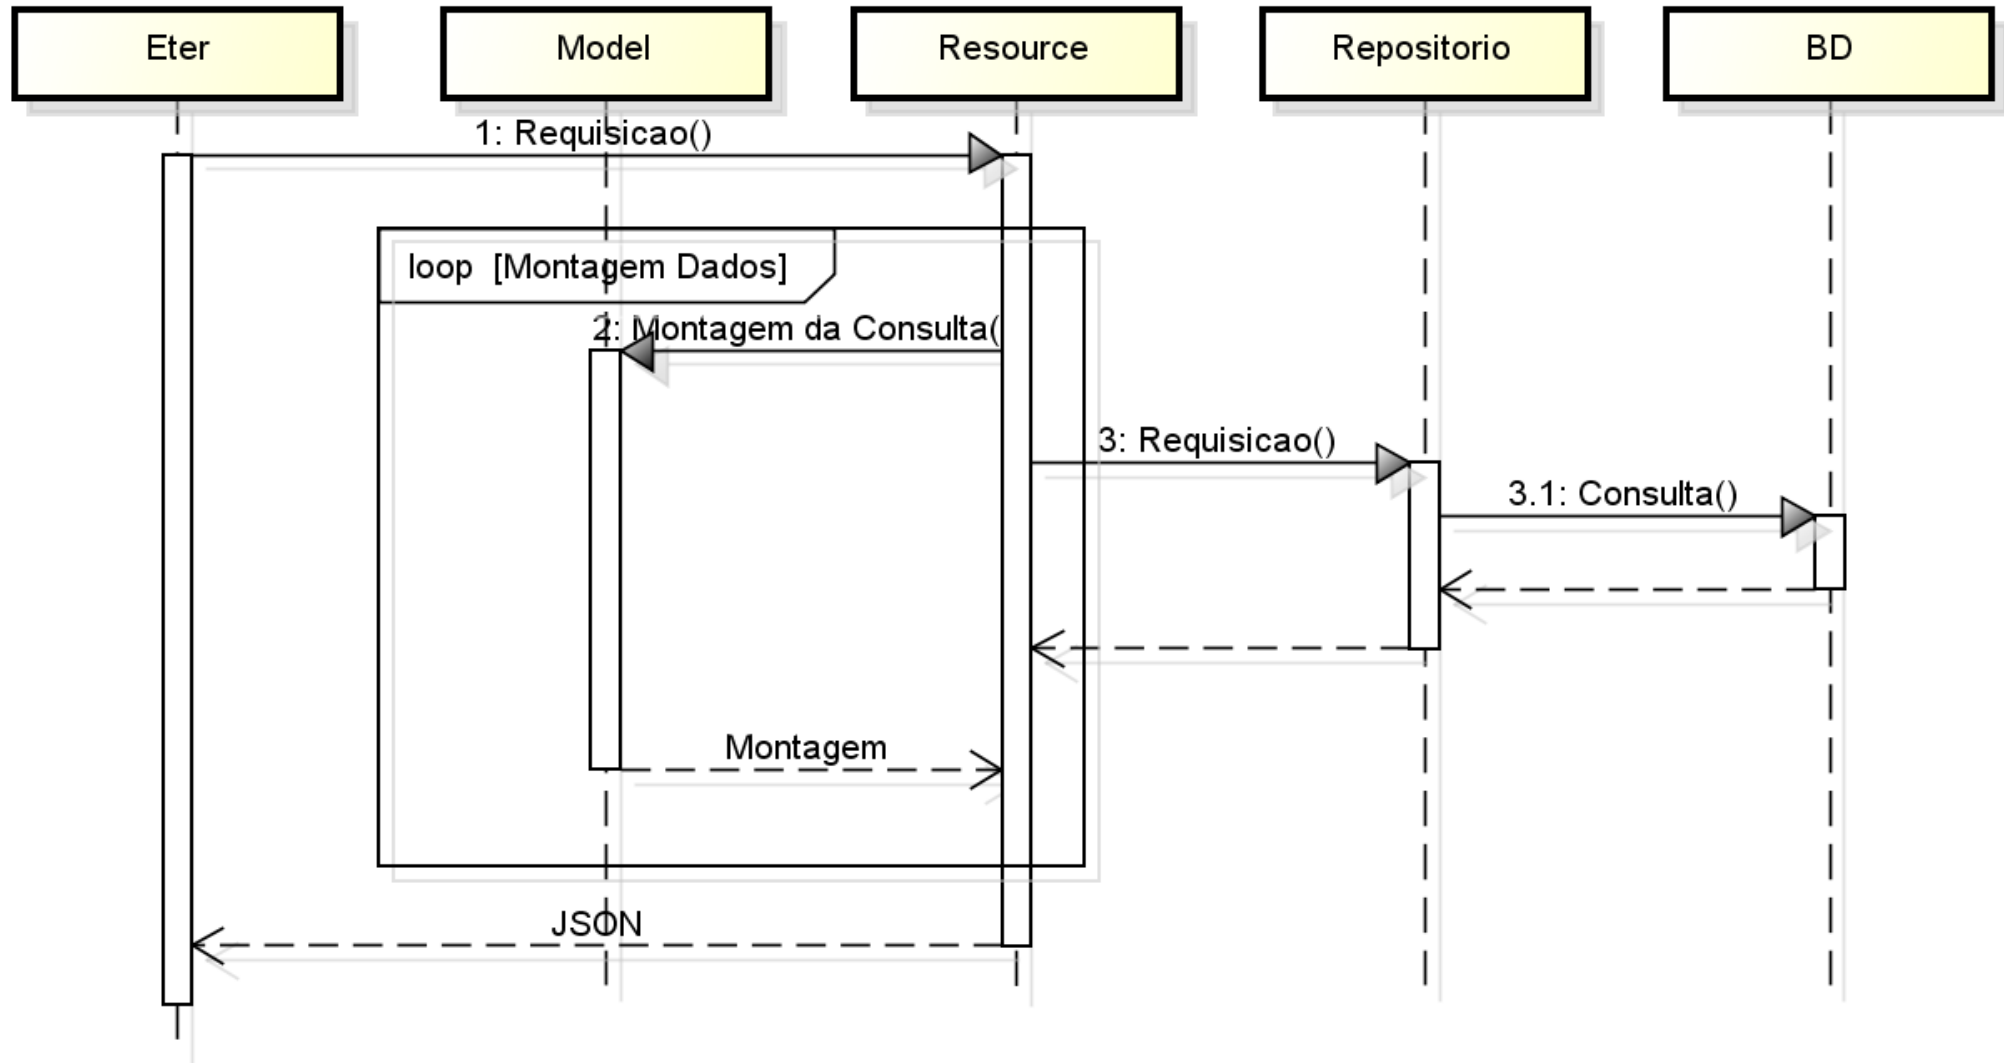 Eter
Model
Resource
Repositorio
BD
1: Requisicao()
loop [Montagem Dados]
2: Montagem da Consulta(
3: Requisicao()
3.1: Consulta()
Montagem
JSON